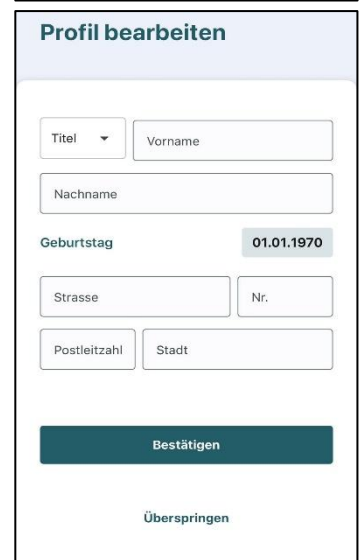 Profil bearbeiten
Titel Vorname
Nachname
Geburtstag 01.01.1970
Strasse Nr.
Postleitzahl Stadt
Bestätigen
Überspringen